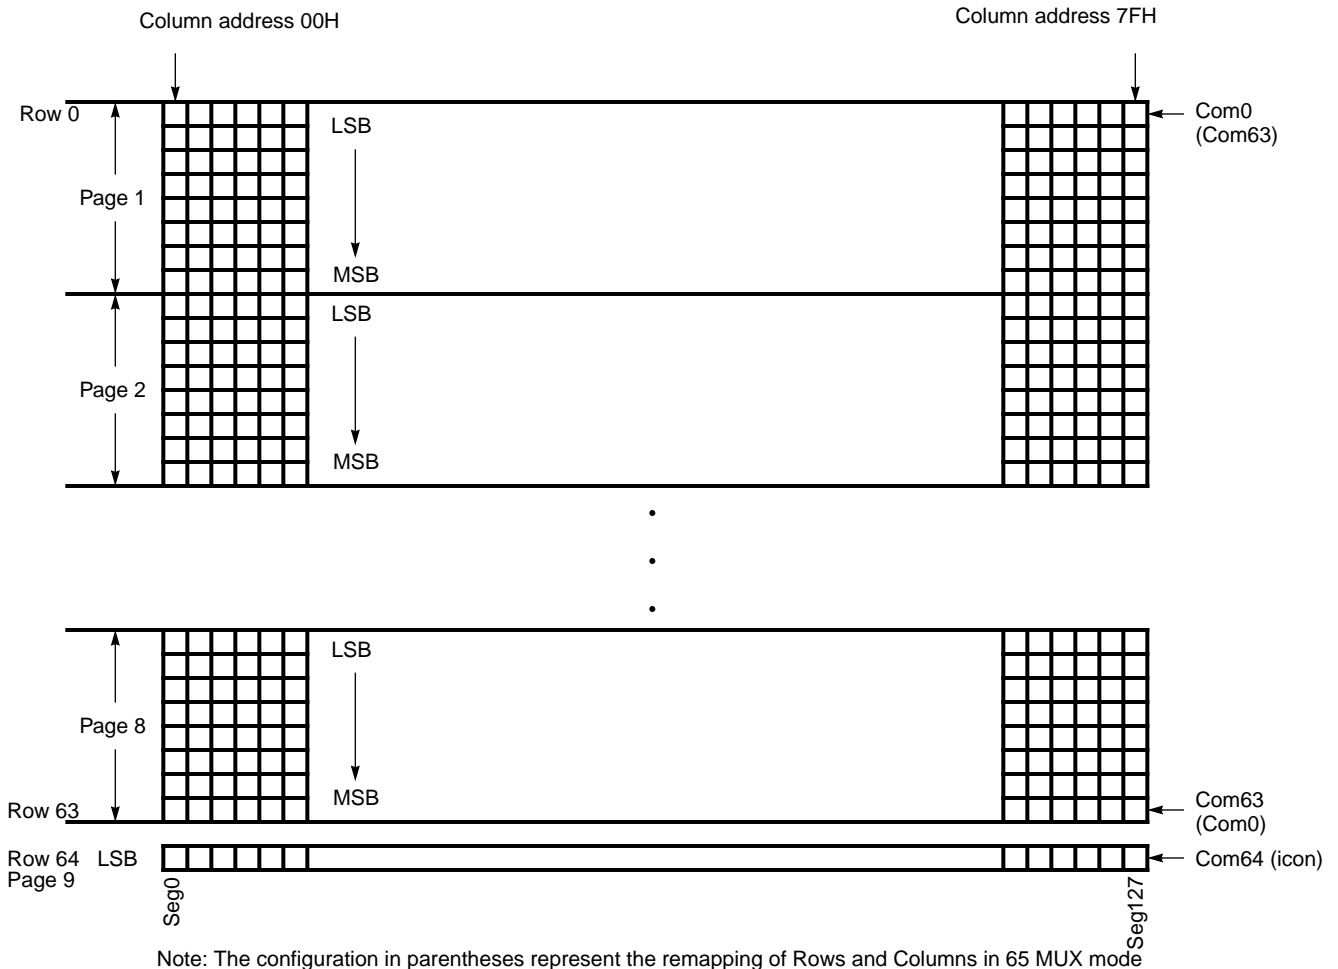 Column address 00H
Column address 7FH
Row 0
LSB
Com0
(Com63)
Page 1
MSB
LSB
Page 2
MSB
LSB
Page 8
MSB
Row 63
Com63
(Com0)
Row 64 LSB
Com64 (icon)
Page 9
Seg0
Seg127
Note: The configuration in parentheses represent the remapping of Rows and Columns in 65 MUX mode